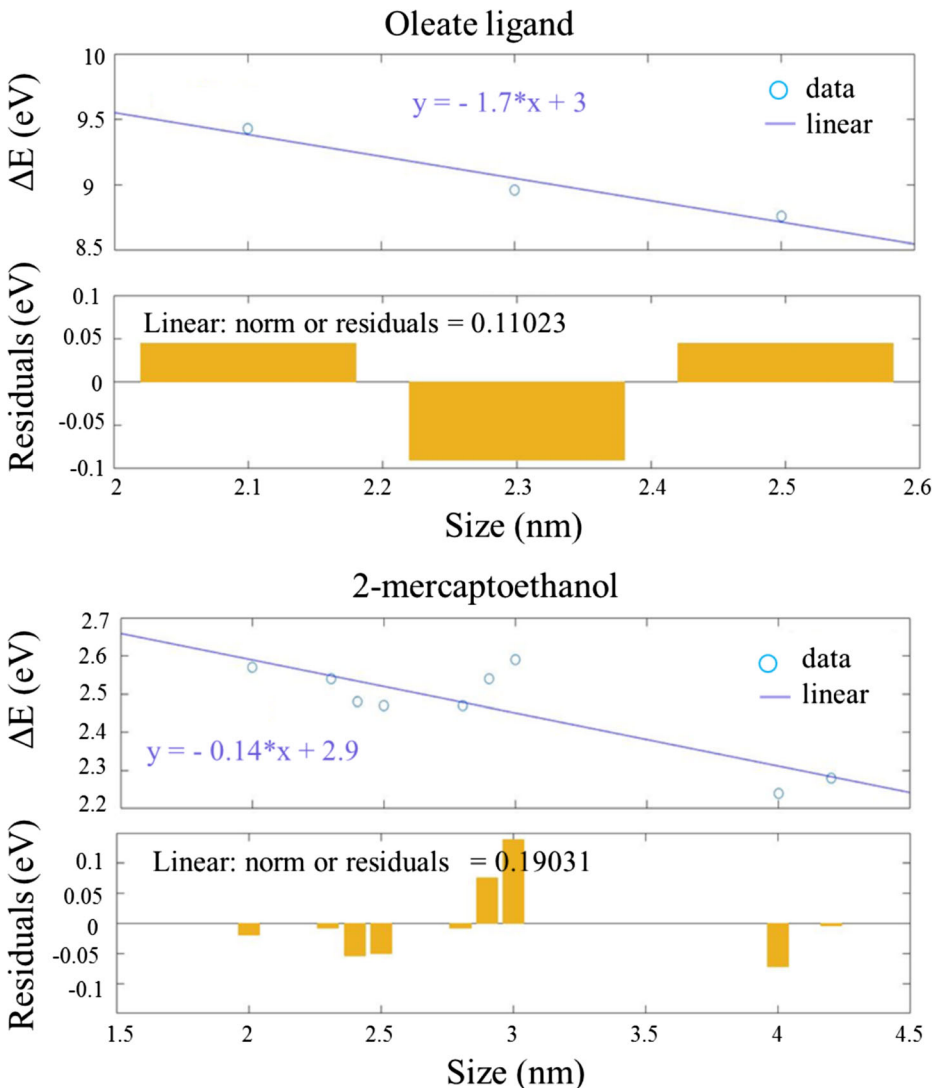 Oleate ligand
10
9.5
9
8.5
ΔE (eV)
y = - 1.7*x + 3
data
linear
0.1
0.05
0
-0.05
-0.1
Residuals (eV)
Linear: norm or residuals = 0.11023
2 2.1 2.2 2.3 2.4 2.5 2.6
Size (nm)
2-mercaptoethanol
2.7
2.6
2.5
2.4
2.3
2.2
ΔE (eV)
y = - 0.14*x + 2.9
data
linear
0.1
0.05
0
-0.05
-0.1
Residuals (eV)
Linear: norm or residuals = 0.19031
1.5 2 2.5 3 3.5 4 4.5
Size (nm)